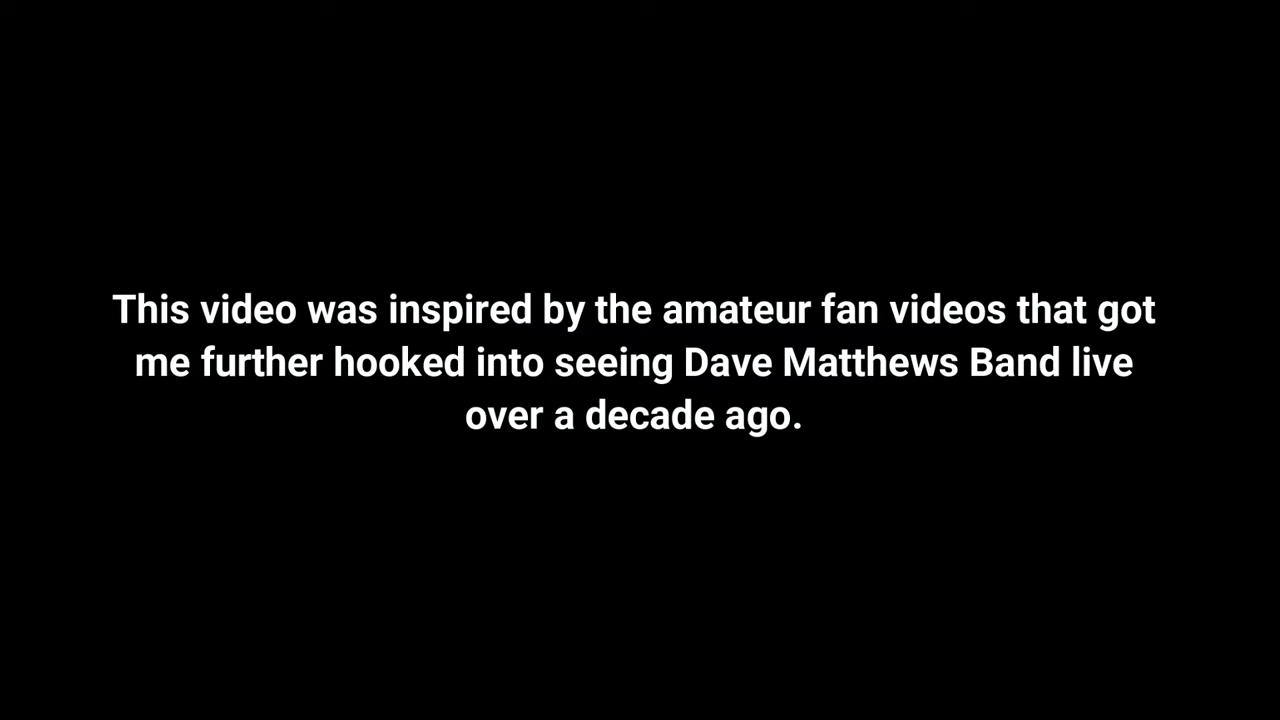 This video was inspired by the amateur fan videos that got
me further hooked into seeing Dave Matthews Band live
over a decade ago.